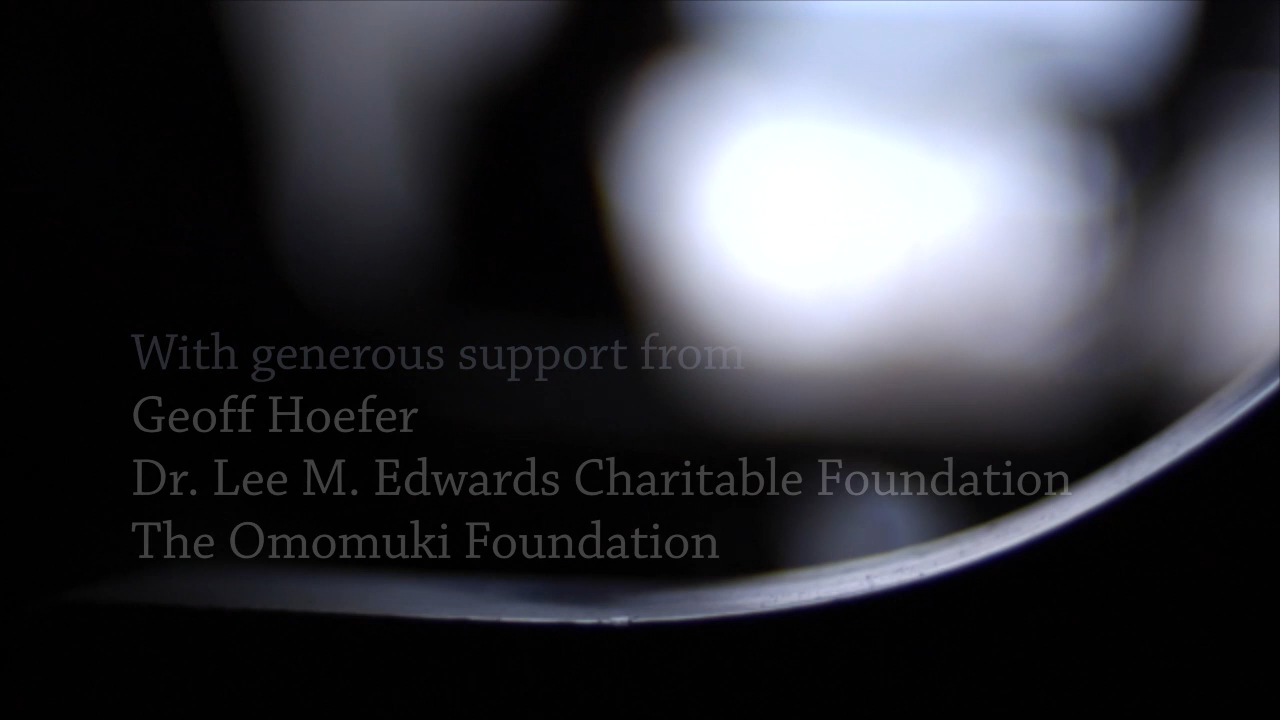 With generous support from
Geoff Hoefer
Dr. Lee M. Edwards Charitable Foundation
The Omomuki Foundation